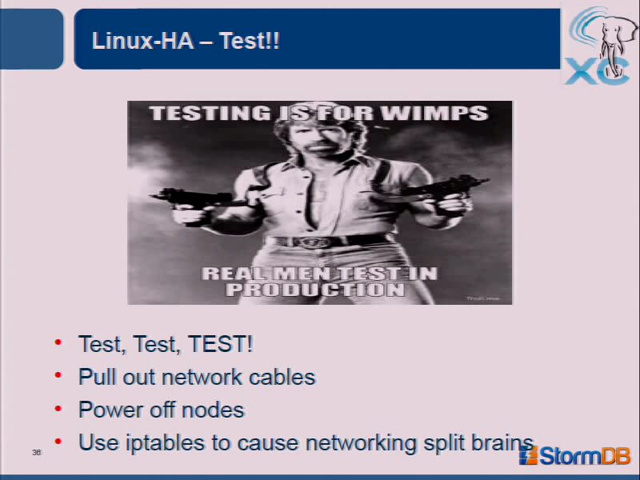 Linux-HA – Test!!
XC
TESTING IS FOR WIMPS
REAL MEN TEST IN
PRODUCTION
• Test, Test, TEST!
• Pull out network cables
• Power off nodes
• Use iptables to cause networking split brains
36
StormDB